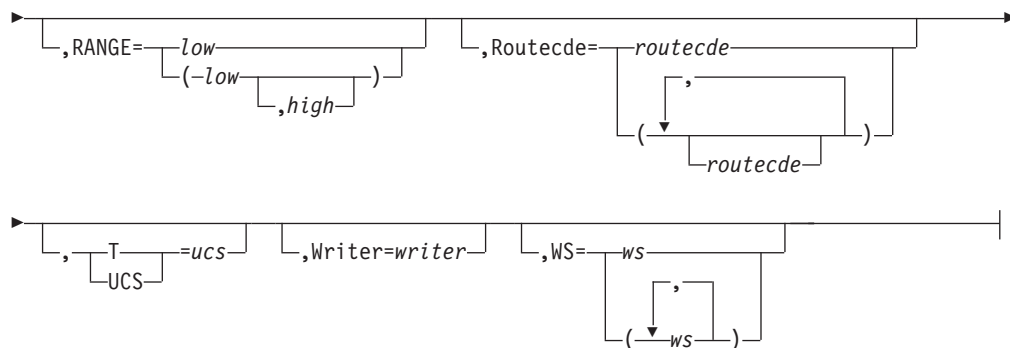 ,RANGE= low ,Routecde= routecde
( low ) ,
,high ( )
routecde
, T =ucs ,Writer=writer ,WS= ws
UCS ,
( ws )